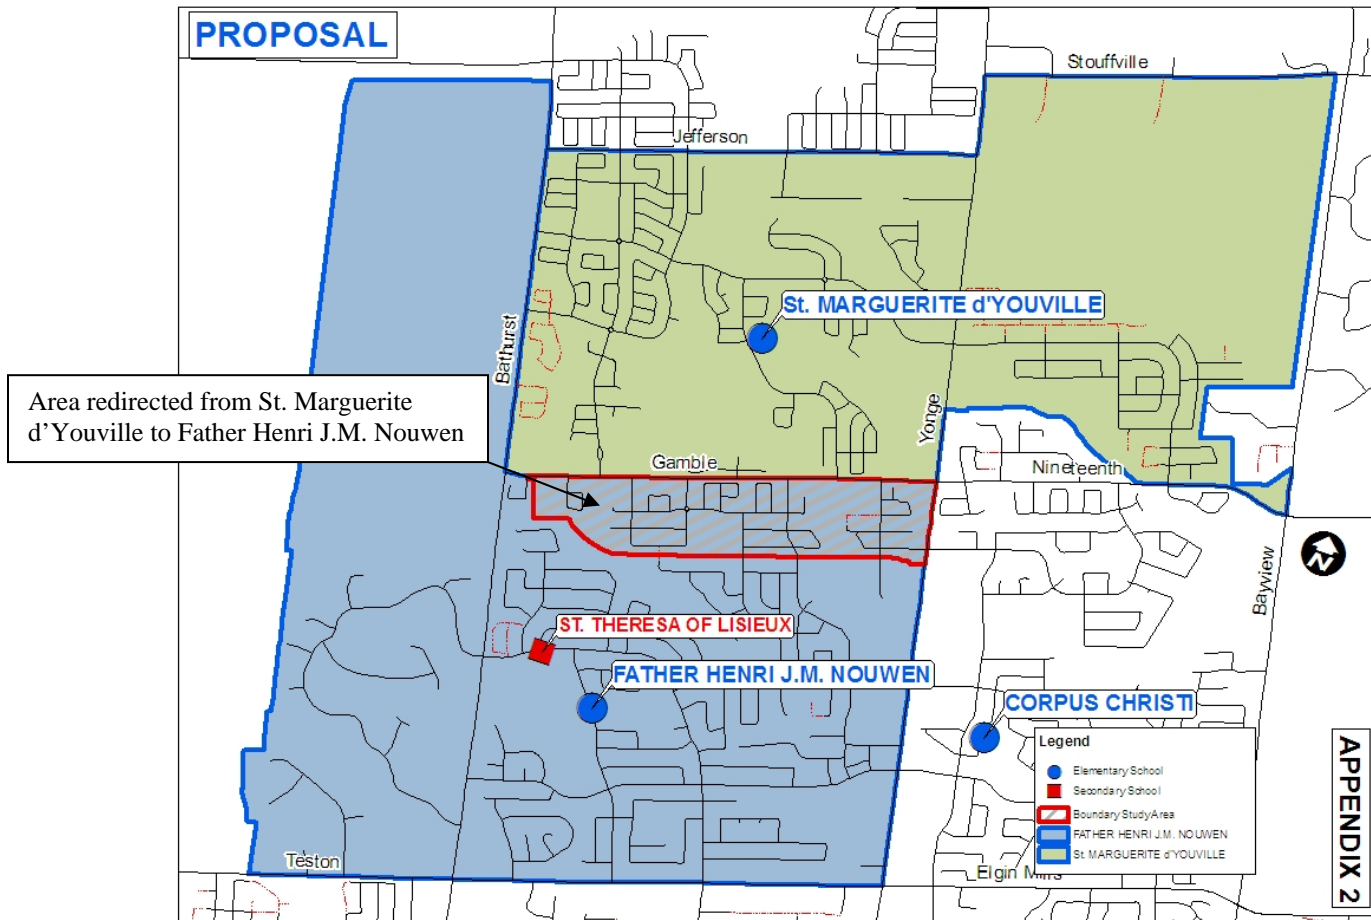 PROPOSAL
Stouffville
Jefferson
St. MARGUERITE d'YOUVILLE
Bathurst
Area redirected from St. Marguerite
d'Youville to Father Henri J.M. Nouwen
Yonge
Gamble
Nineteenth
N
Bayview
ST. THERESA OF LISIEUX
FATHER HENRI J.M. NOUWEN
CORPUS CHRISTI
Legend
Elementary School
Secondary School
Boundary Study Area
FATHER HENRI J.M. NOUWEN
St. MARGUERITE d'YOUVILLE
Teston
Elgin Mills
APPENDIX 2